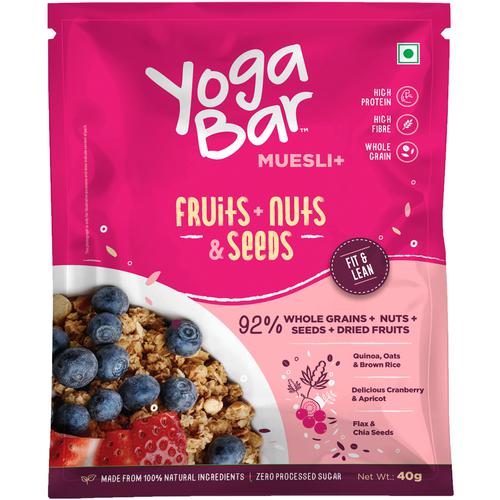 Yoga
Bar™
MUESLI+
HIGH
PROTEIN
HIGH
FIBRE
WHOLE
GRAIN
FRUITS + NUTS
& SEEDS
FIT &
LEAN
92% WHOLE GRAINS + NUTS +
SEEDS + DRIED FRUITS
Quinoa, Oats
& Brown Rice
Delicious Cranberry
& Apricot
Flax &
Chia Seeds
MADE FROM 100% NATURAL INGREDIENTS | ZERO PROCESSED SUGAR
Net Wt.: 40g